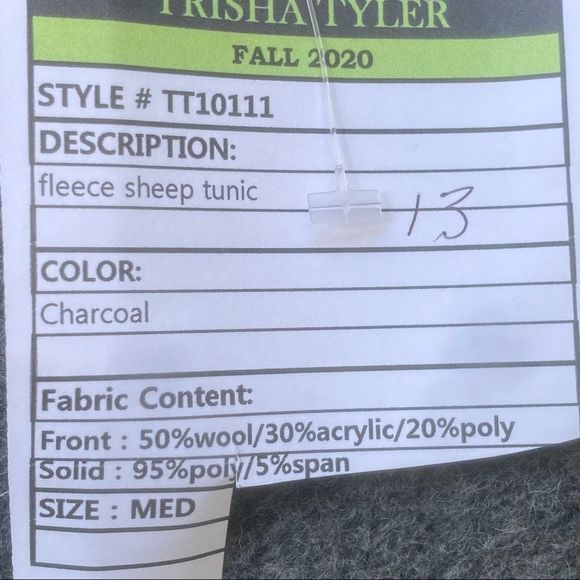 TRISHA TYLER
FALL 2020
STYLE # TT10111
DESCRIPTION:
fleece sheep tunic
13
COLOR:
Charcoal
Fabric Content:
Front : 50%wool/30%acrylic/20%poly
Solid : 95%poly/5%span
SIZE : MED